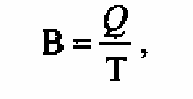 B = Q/T,